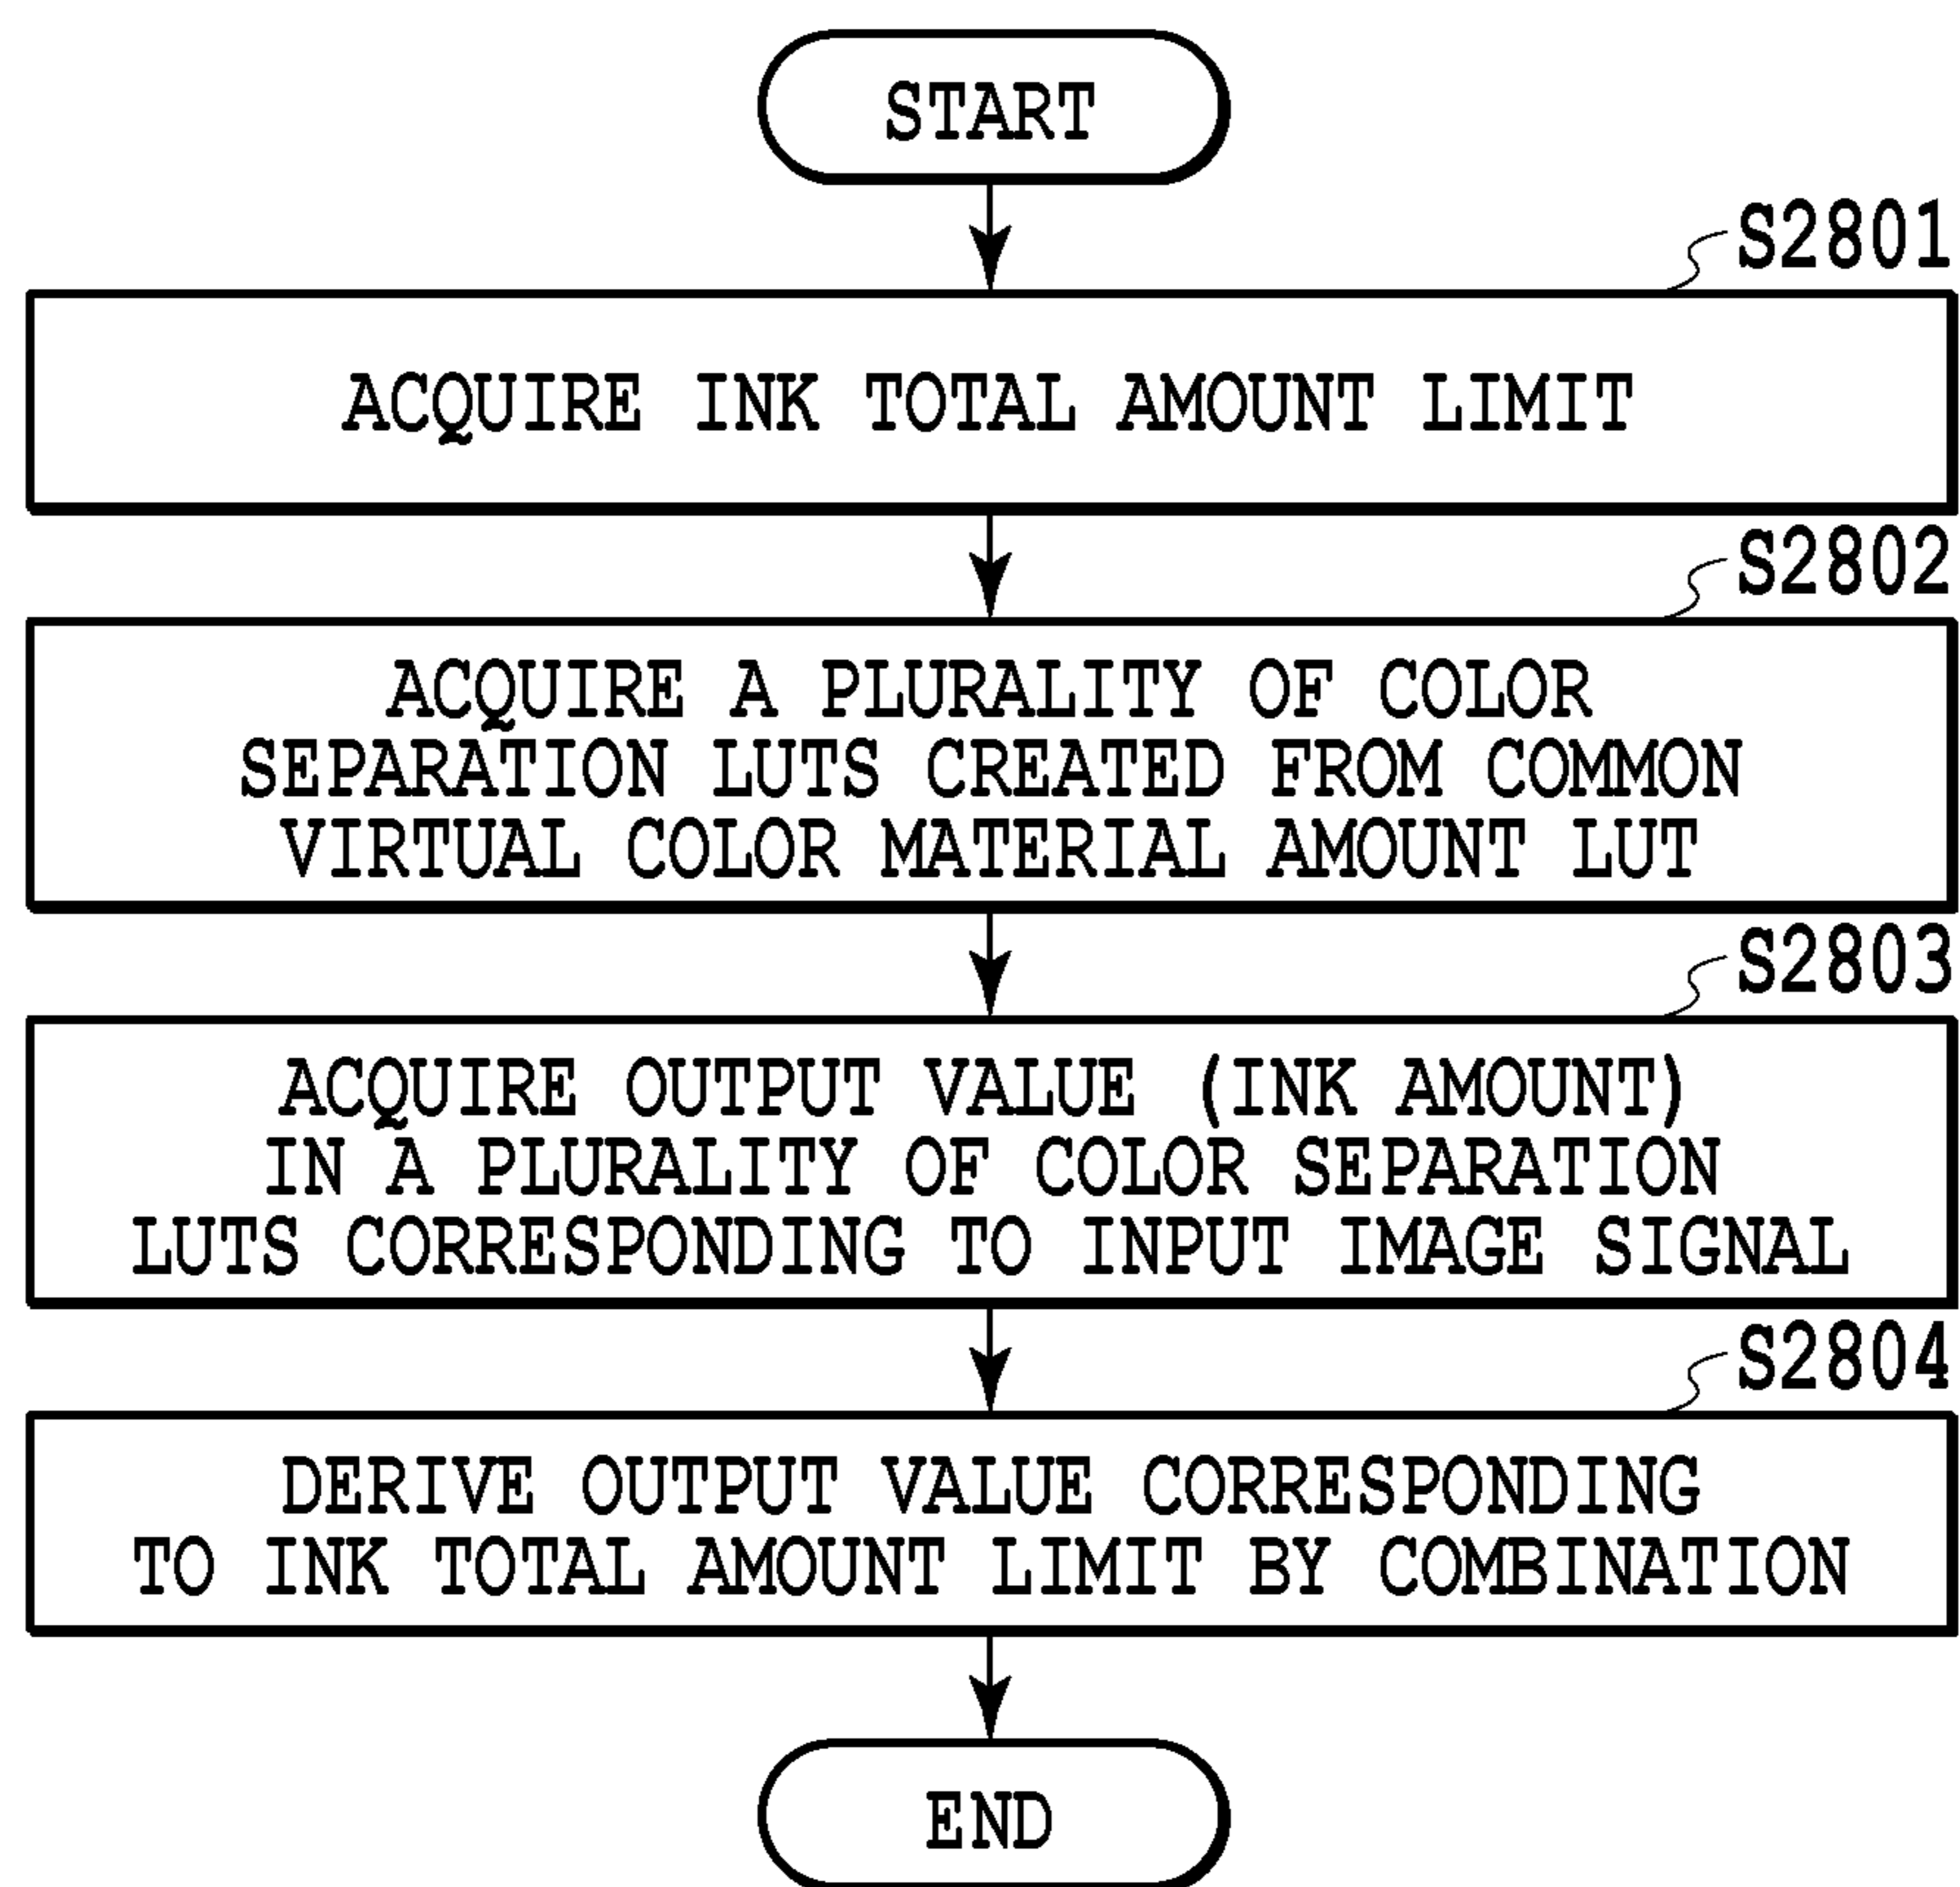 START
S2801
ACQUIRE INK TOTAL AMOUNT LIMIT
S2802
ACQUIRE A PLURALITY OF COLOR
SEPARATION LUTS CREATED FROM COMMON
VIRTUAL COLOR MATERIAL AMOUNT LUT
S2803
ACQUIRE OUTPUT VALUE (INK AMOUNT)
IN A PLURALITY OF COLOR SEPARATION
LUTS CORRESPONDING TO INPUT IMAGE SIGNAL
S2804
DERIVE OUTPUT VALUE CORRESPONDING
TO INK TOTAL AMOUNT LIMIT BY COMBINATION
END